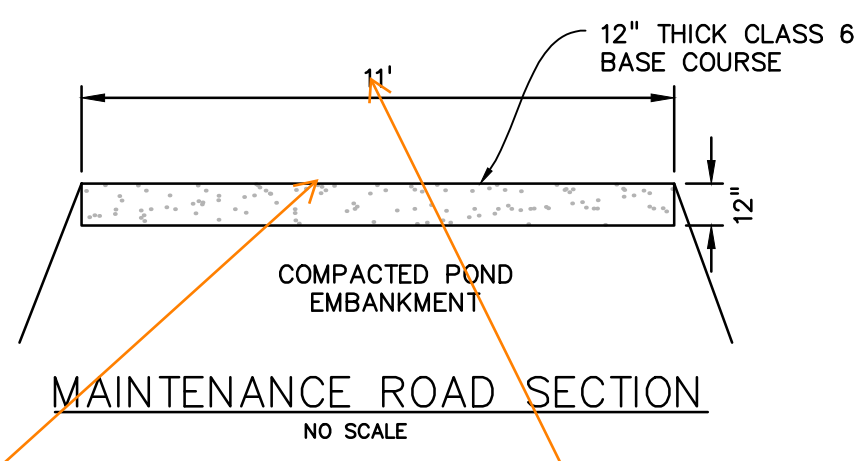 12" THICK CLASS 6
BASE COURSE
11'
12"
COMPACTED POND
EMBANKMENT
MAINTENANCE ROAD SECTION
NO SCALE